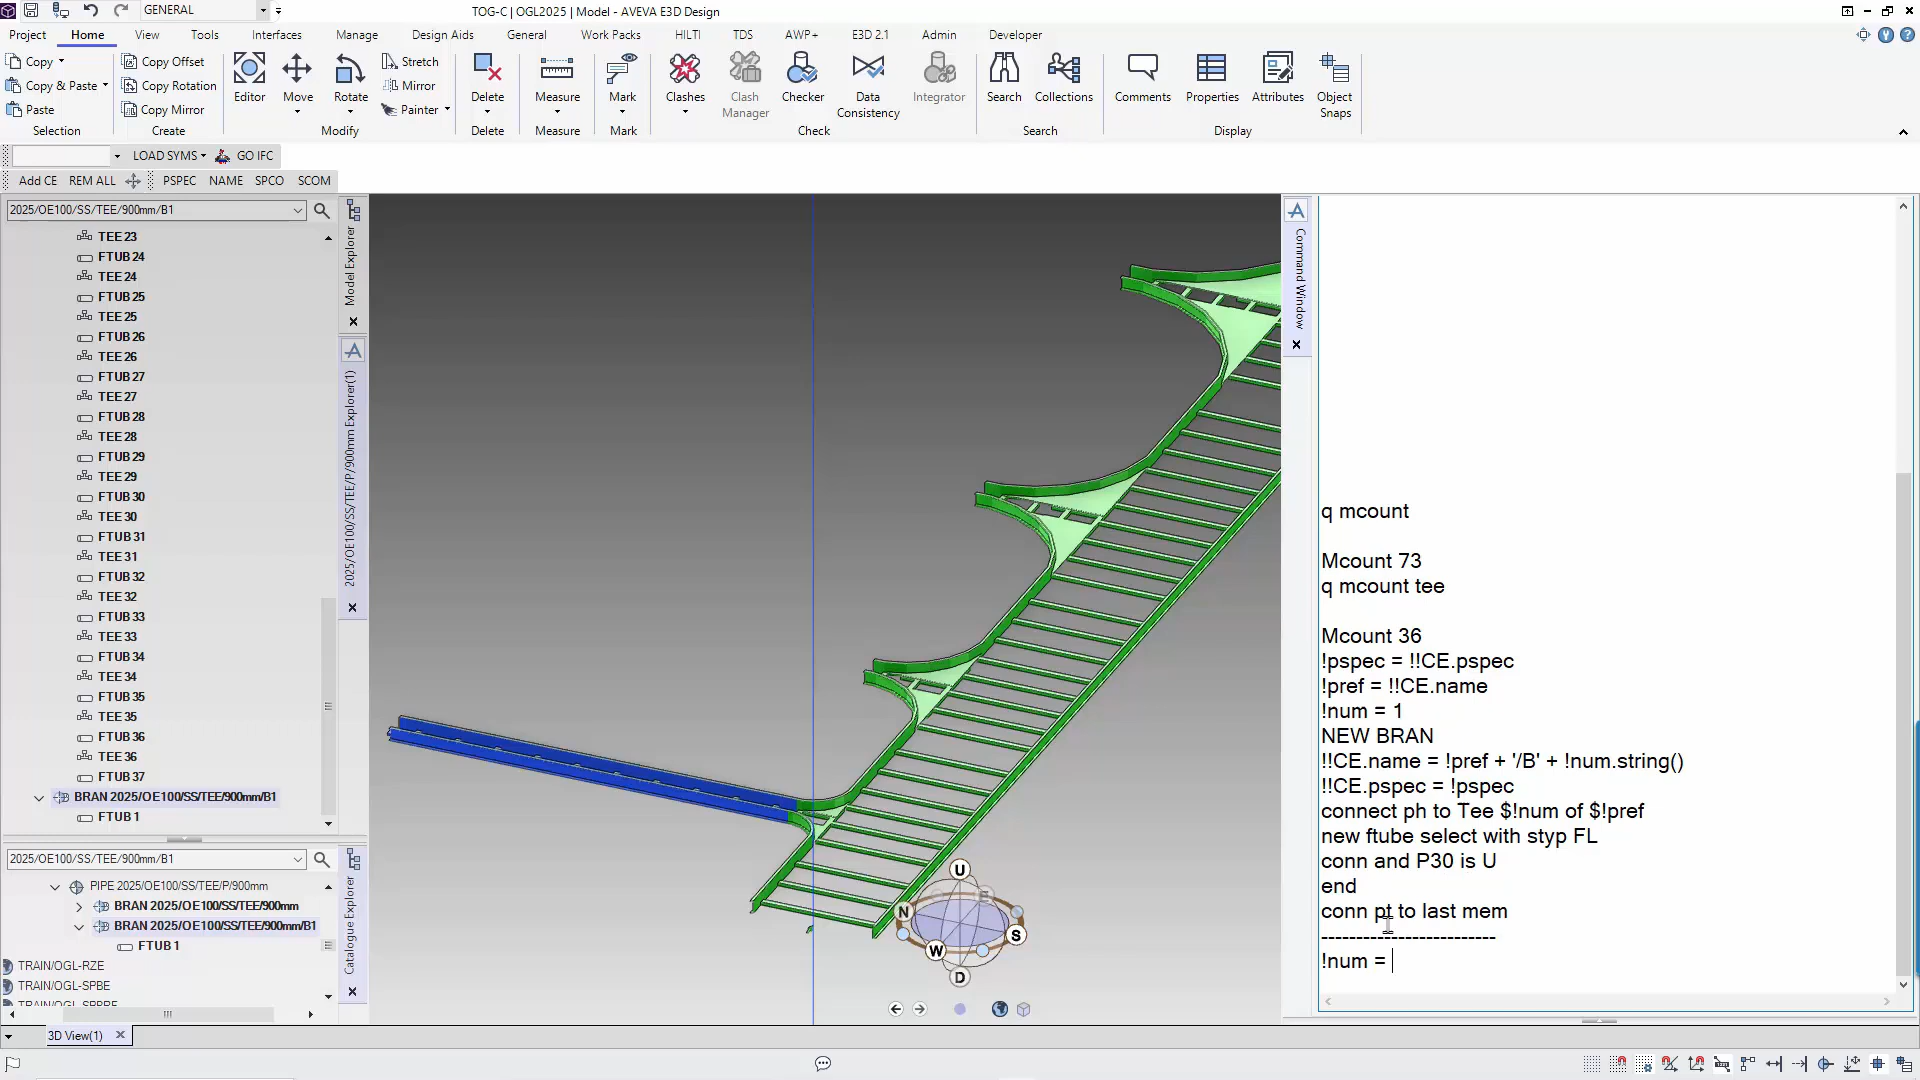 GENERAL
TOG-C | OGL2025 | Model - AVEVA E3D Design
Project
Home
View
Tools
Interfaces
Manage
Design Aids
General
Work Packs
HILTI
TDS
AWP+
E3D 2.1
Admin
Developer
Copy
Copy & Paste
Paste
Selection
Copy Offset
Copy Rotation
Copy Mirror
Create
Editor
Move
Rotate
Stretch
Mirror
Painter
Modify
Delete
Delete
Measure
Measure
Mark
Mark
Clashes
Clash Manager
Checker
Data Consistency
Integrator
Check
Search
Collections
Search
Comments
Properties
Attributes
Object Snaps
Display
LOAD SYMS
GO IFC
Add CE
REM ALL
PSPEC
NAME
SPCO
SCOM
2025/OE100/SS/TEE/900mm/B1
TEE 23
FTUB 24
TEE 24
FTUB 25
TEE 25
FTUB 26
TEE 26
FTUB 27
TEE 27
FTUB 28
TEE 28
FTUB 29
TEE 29
FTUB 30
TEE 30
FTUB 31
TEE 31
FTUB 32
TEE 32
FTUB 33
TEE 33
FTUB 34
TEE 34
FTUB 35
TEE 35
FTUB 36
TEE 36
FTUB 37
BRAN 2025/OE100/SS/TEE/900mm/B1
FTUB 1
Model Explorer
2025/OE100/SS/TEE/P/900mm Explorer(1)
2025/OE100/SS/TEE/900mm/B1
PIPE 2025/OE100/SS/TEE/P/900mm
BRAN 2025/OE100/SS/TEE/900mm
BRAN 2025/OE100/SS/TEE/900mm/B1
FTUB 1
TRAIN/OGL-RZE
TRAIN/OGL-SPBE
Catalogue Explorer
3D View(1)
U
N
S
W
D
Command Window
q mcount
Mcount 73
q mcount tee
Mcount 36
!pspec = !!CE.pspec
!pref = !!CE.name
!num = 1
NEW BRAN
!!CE.name = !pref + '/B' + !num.string()
!!CE.pspec = !pspec
connect ph to Tee $!num of $!pref
new ftube select with styp FL
conn and P30 is U
end
conn pt to last mem
-------------------------
!num =